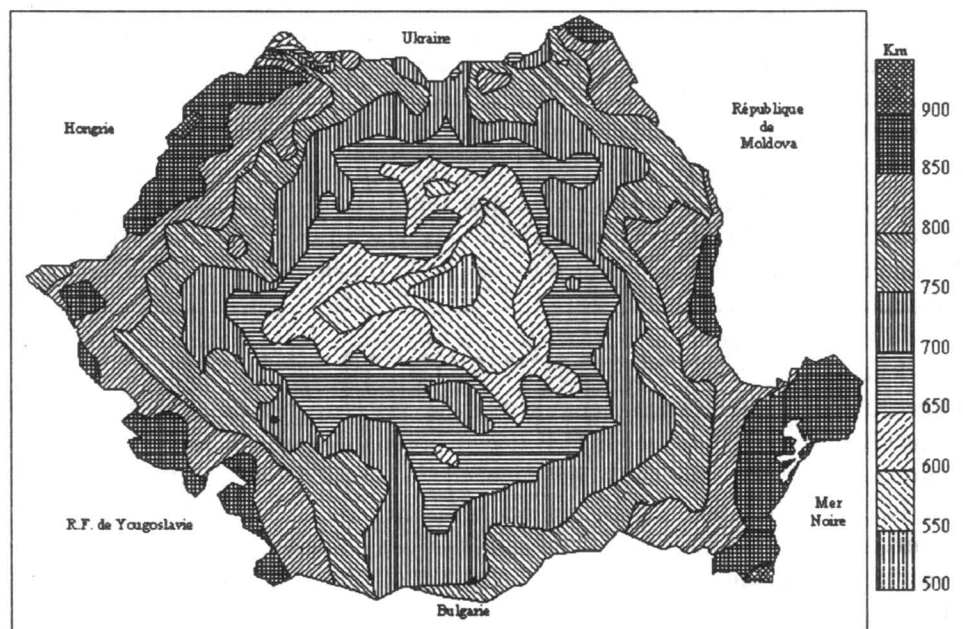 Ukraine
Km
Hongrie
République
de
Moldova
900
850
800
750
700
650
600
550
500
R.F. de Yougoslavie
Mer
Noire
Bulgarie